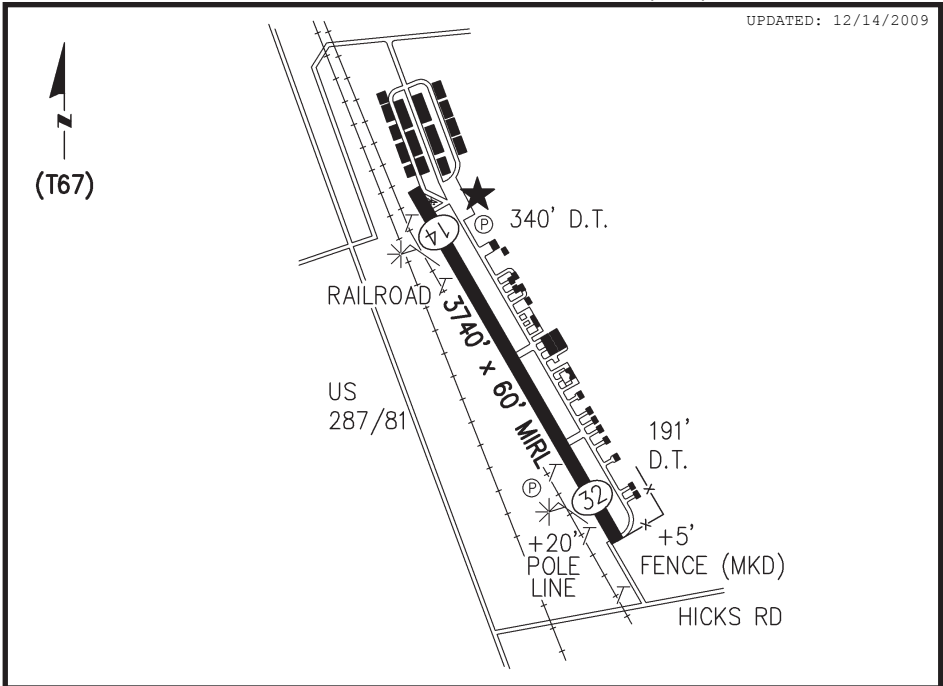 UPDATED: 12/14/2009
N
(T67)
P
340' D.T.
14
RAILROAD
3740' x 60' MIRL
US
287/81
191'
D.T.
P
32
+20'
POLE
LINE
+5'
FENCE (MKD)
HICKS RD